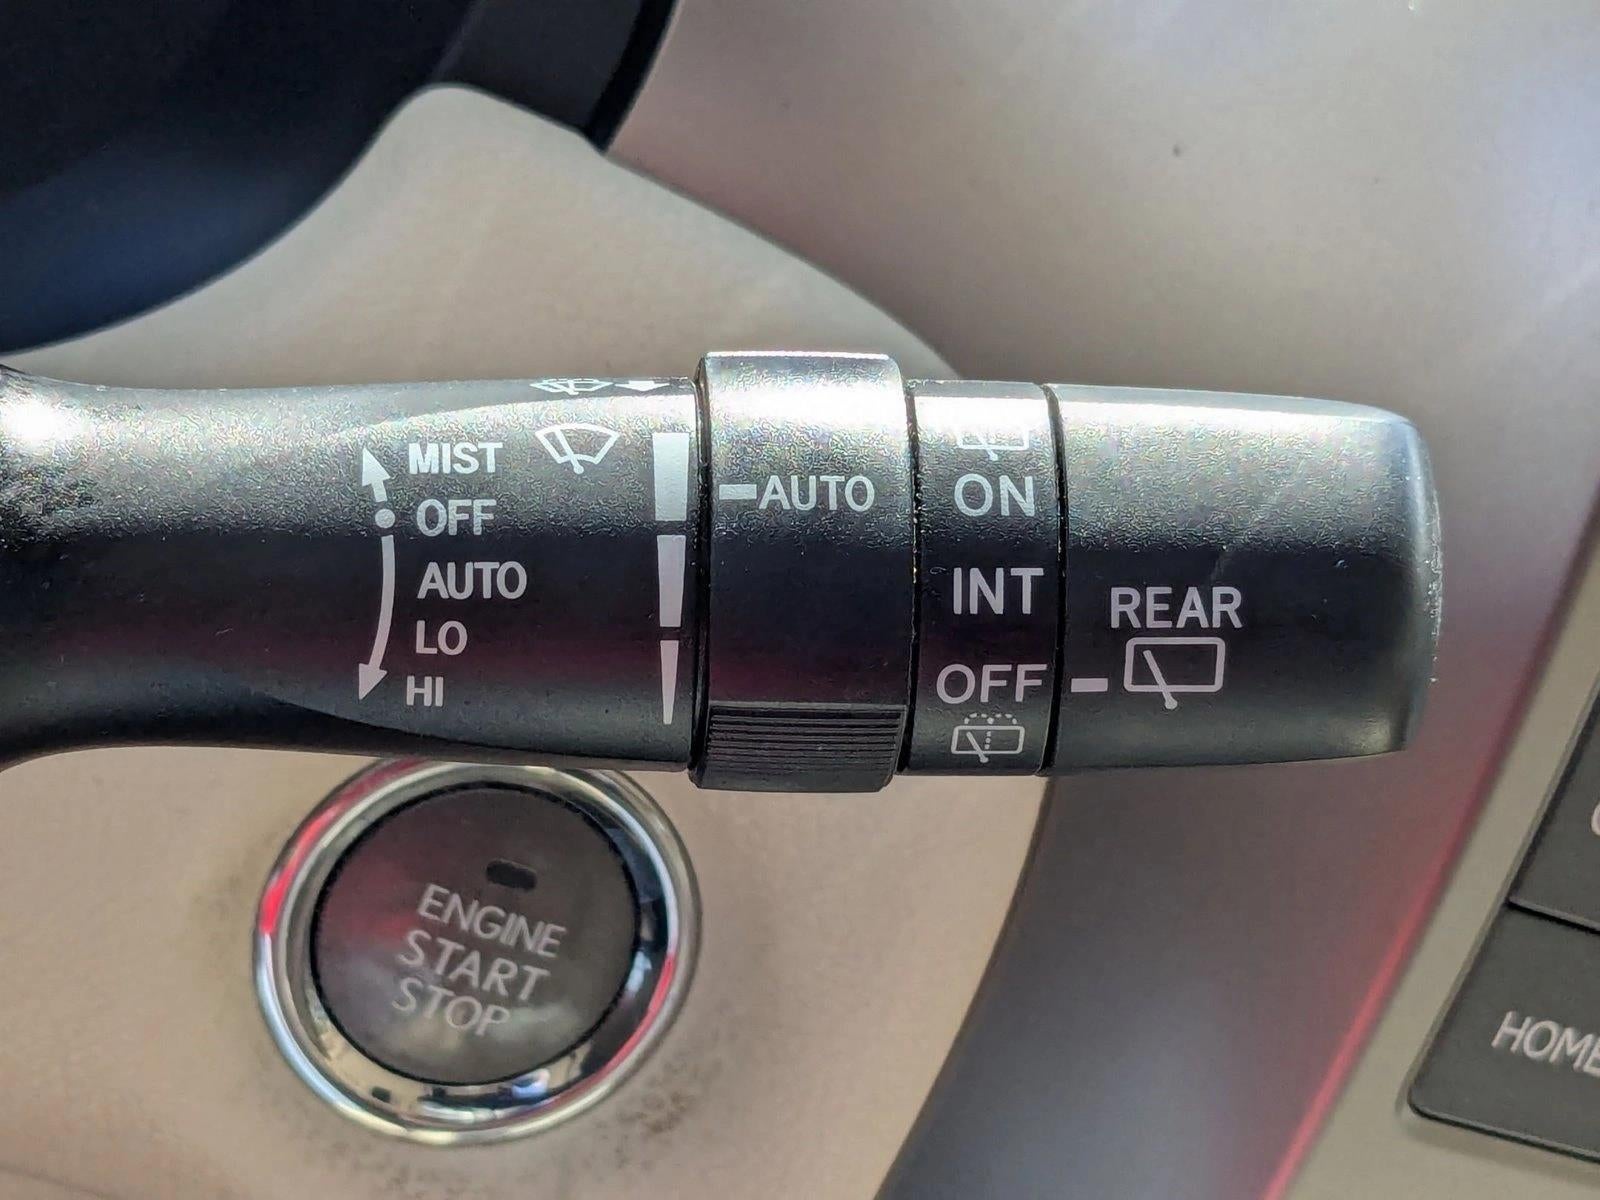 MIST
OFF
AUTO
LO
HI
AUTO
ON
INT
OFF
REAR
ENGINE
START
STOP
HOME